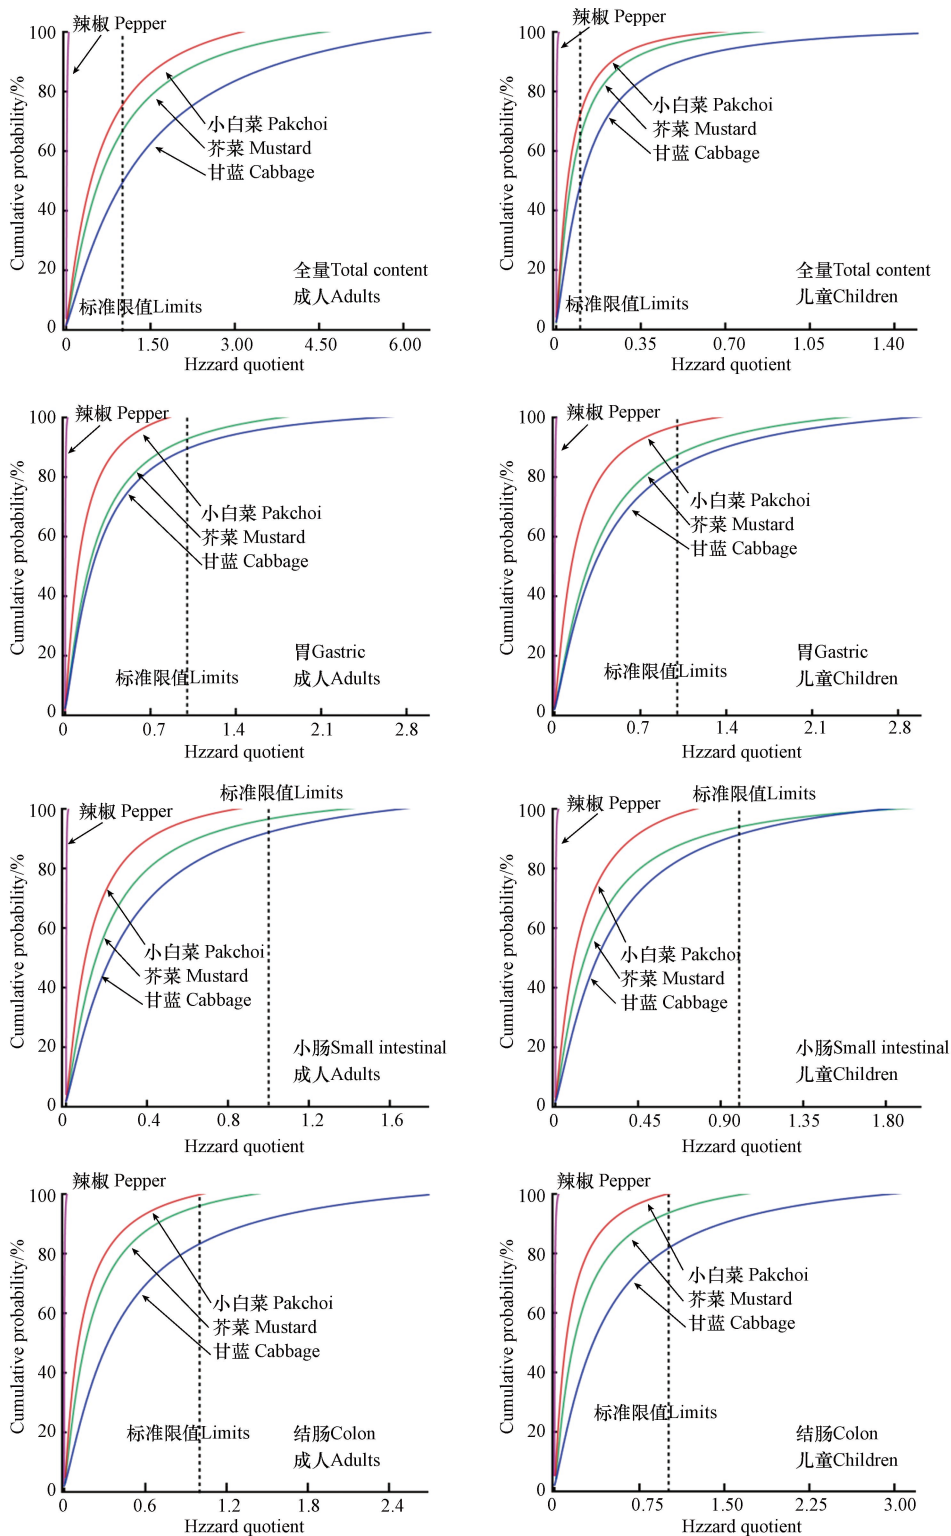 辣椒 Pepper
100
80
60
40
20
0
Cumulative probability/%
小白菜 Pakchoi
芥菜 Mustard
甘蓝 Cabbage
全量Total content
成人Adults
标准限值Limits
0 1.50 3.00 4.50 6.00
Hzzard quotient
辣椒 Pepper
100
80
60
40
20
0
Cumulative probability/%
小白菜 Pakchoi
芥菜 Mustard
甘蓝 Cabbage
全量Total content
儿童Children
标准限值Limits
0 0.35 0.70 1.05 1.40
Hzzard quotient
辣椒 Pepper
100
80
60
40
20
0
Cumulative probability/%
小白菜 Pakchoi
芥菜 Mustard
甘蓝 Cabbage
胃Gastric
标准限值Limits
成人Adults
0 0.7 1.4 2.1 2.8
Hzzard quotient
辣椒 Pepper
100
80
60
40
20
0
Cumulative probability/%
小白菜 Pakchoi
芥菜 Mustard
甘蓝 Cabbage
胃Gastric
标准限值Limits
儿童Children
0 0.7 1.4 2.1 2.8
Hzzard quotient
标准限值Limits
辣椒 Pepper
100
80
60
40
20
0
Cumulative probability/%
小白菜 Pakchoi
芥菜 Mustard
甘蓝 Cabbage
小肠Small intestinal
成人Adults
0 0.4 0.8 1.2 1.6
Hzzard quotient
标准限值Limits
辣椒 Pepper
100
80
60
40
20
0
Cumulative probability/%
小白菜 Pakchoi
芥菜 Mustard
甘蓝 Cabbage
小肠Small intestinal
儿童Children
0 0.45 0.90 1.35 1.80
Hzzard quotient
辣椒 Pepper
100
80
60
40
20
0
Cumulative probability/%
小白菜 Pakchoi
芥菜 Mustard
甘蓝 Cabbage
标准限值Limits
结肠Colon
成人Adults
0 0.6 1.2 1.8 2.4
Hzzard quotient
辣椒 Pepper
100
80
60
40
20
0
Cumulative probability/%
小白菜 Pakchoi
芥菜 Mustard
甘蓝 Cabbage
标准限值Limits
结肠Colon
儿童Children
0 0.75 1.50 2.25 3.00
Hzzard quotient